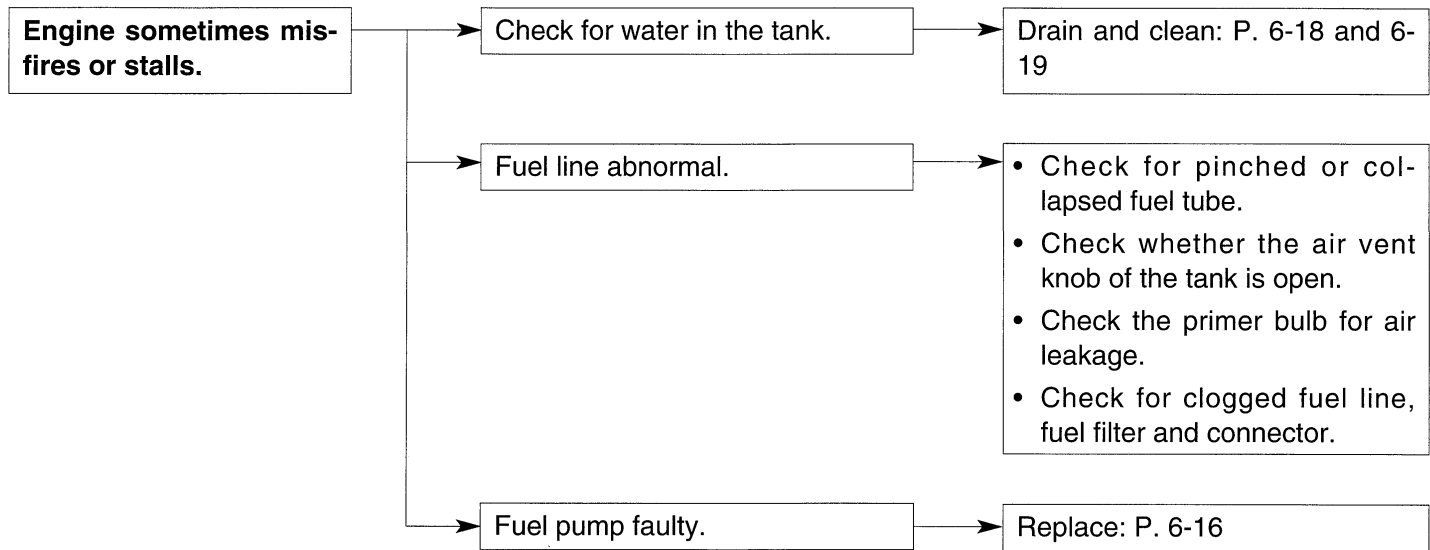 Engine sometimes mis-
fires or stalls.
Check for water in the tank.
Drain and clean: P. 6-18 and 6-
19
Fuel line abnormal.
• Check for pinched or col-
lapsed fuel tube.
• Check whether the air vent
knob of the tank is open.
• Check the primer bulb for air
leakage.
• Check for clogged fuel line,
fuel filter and connector.
Fuel pump faulty.
Replace: P. 6-16